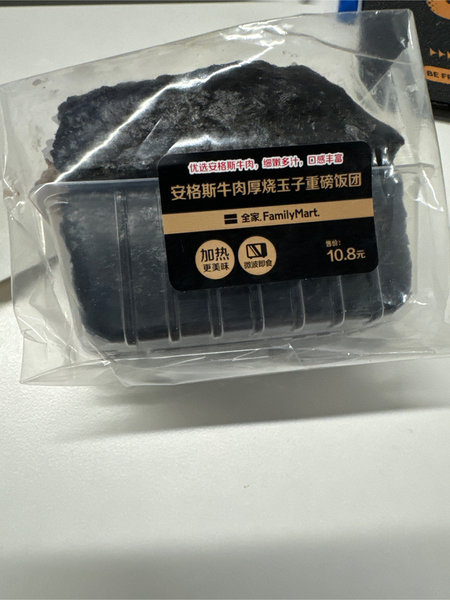 BE FR
优选安格斯牛肉，细嫩多汁，口感丰富
安格斯牛肉厚烧玉子重磅饭团
全家 FamilyMart.
加热
更美味
微波即食
售价：
10.8元